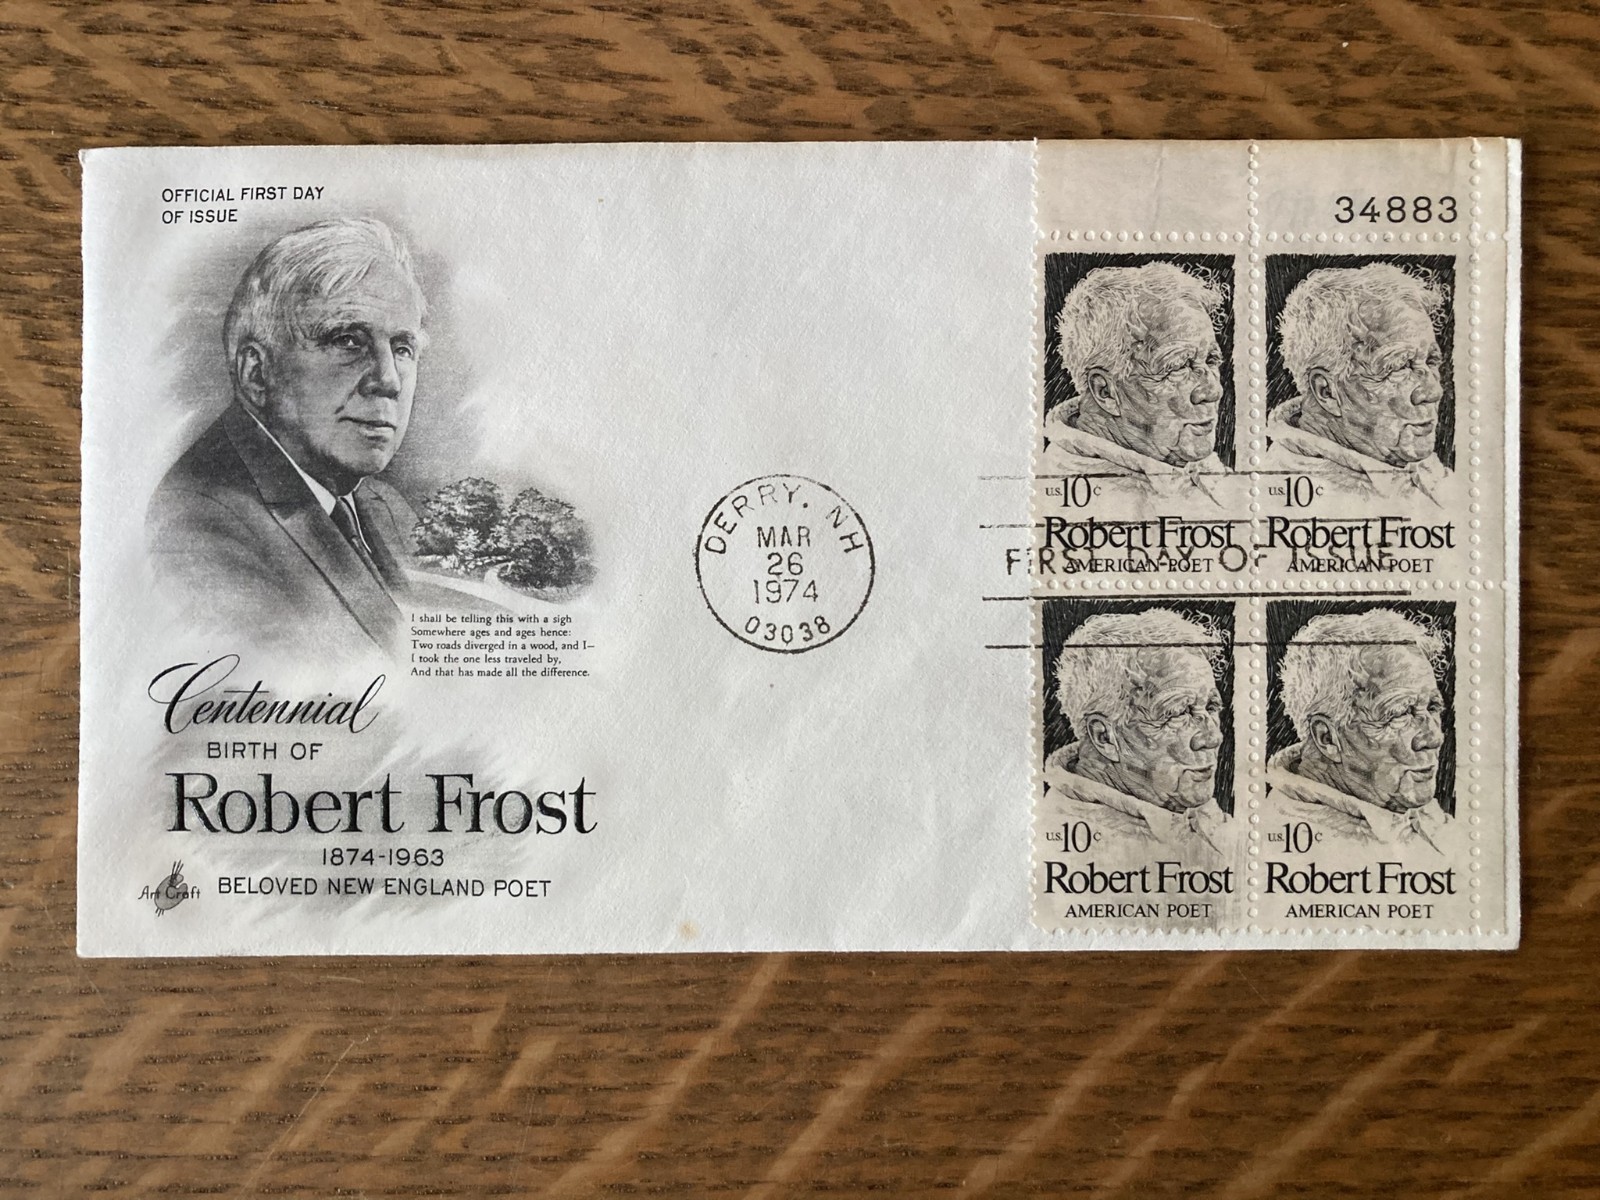 OFFICIAL FIRST DAY
OF ISSUE
I shall be telling this with a sigh
Somewhere ages and ages hence:
Two roads diverged in a wood, and I—
I took the one less traveled by,
And that has made all the difference.
Centennial
BIRTH OF
Robert Frost
1874-1963
BELOVED NEW ENGLAND POET
Art Craft
DERRY, NH
MAR
26
1974
03038
FIRST DAY OF ISSUE
34883
U.S. 10c
Robert Frost
AMERICAN POET
U.S. 10c
Robert Frost
AMERICAN POET
U.S. 10c
Robert Frost
AMERICAN POET
U.S. 10c
Robert Frost
AMERICAN POET